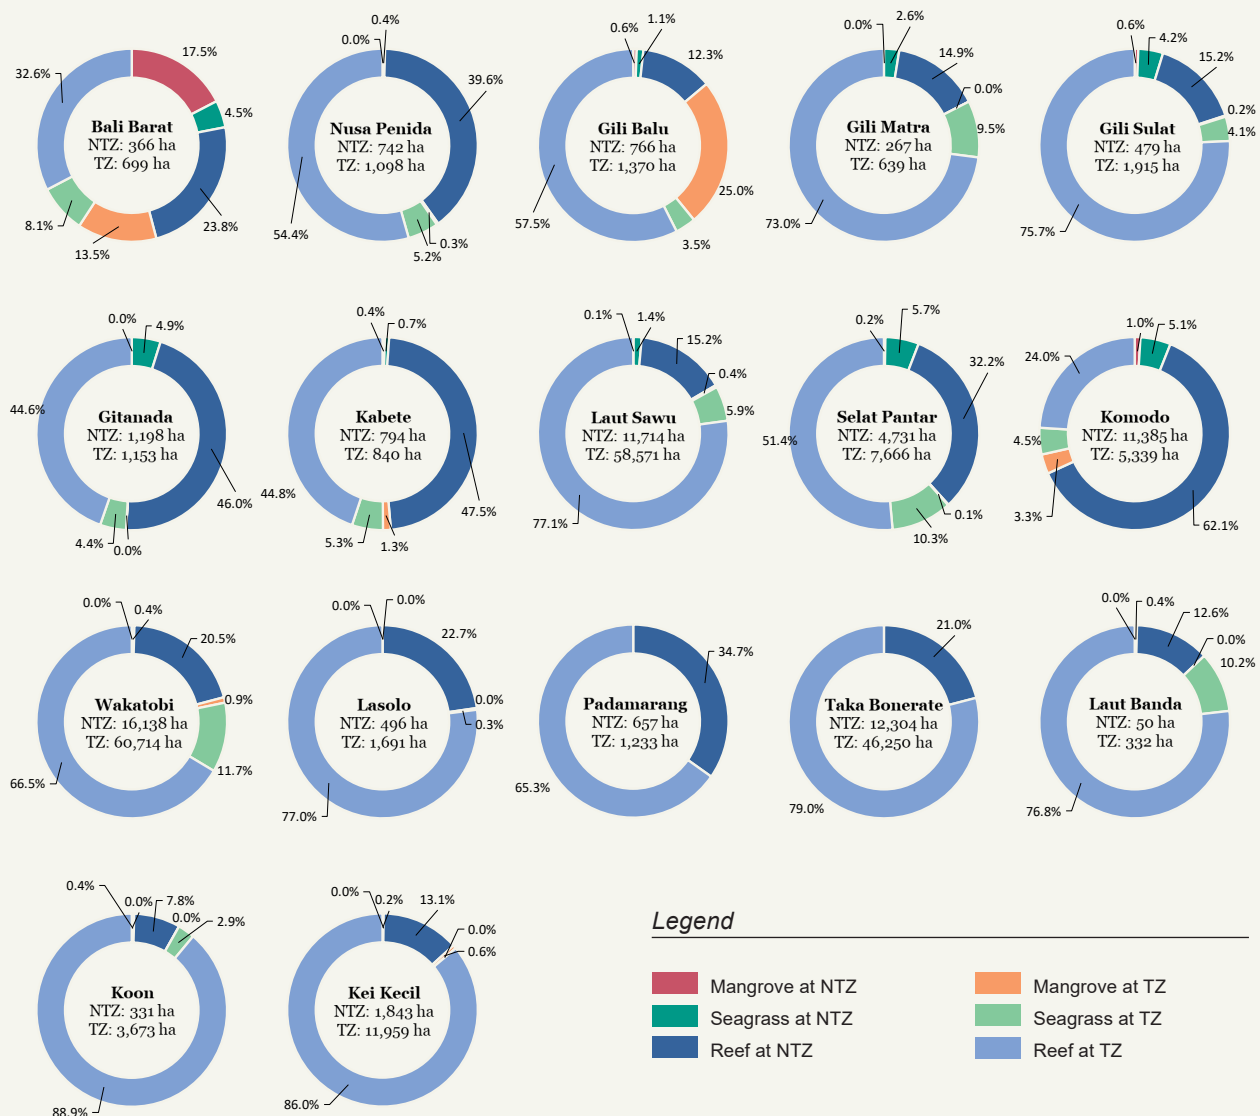 17.5%
4.5%
23.8%
13.5%
8.1%
32.6%
Bali Barat
NTZ: 366 ha
TZ: 699 ha
0.0%
0.4%
39.6%
0.3%
5.2%
54.4%
Nusa Penida
NTZ: 742 ha
TZ: 1,098 ha
0.6%
1.1%
12.3%
25.0%
3.5%
57.5%
Gili Balu
NTZ: 766 ha
TZ: 1,370 ha
0.0%
2.6%
14.9%
0.0%
9.5%
73.0%
Gili Matra
NTZ: 267 ha
TZ: 639 ha
0.6%
4.2%
15.2%
0.2%
4.1%
75.7%
Gili Sulat
NTZ: 479 ha
TZ: 1,915 ha
0.0%
4.9%
46.0%
0.0%
4.4%
44.6%
Gitanada
NTZ: 1,198 ha
TZ: 1,153 ha
0.4%
0.7%
47.5%
1.3%
5.3%
44.8%
Kabete
NTZ: 794 ha
TZ: 840 ha
0.1%
1.4%
15.2%
0.4%
5.9%
77.1%
Laut Sawu
NTZ: 11,714 ha
TZ: 58,571 ha
0.2%
5.7%
32.2%
0.1%
10.3%
51.4%
Selat Pantar
NTZ: 4,731 ha
TZ: 7,666 ha
1.0%
5.1%
62.1%
3.3%
4.5%
24.0%
Komodo
NTZ: 11,385 ha
TZ: 5,339 ha
0.0%
0.4%
20.5%
0.9%
11.7%
66.5%
Wakatobi
NTZ: 16,138 ha
TZ: 60,714 ha
0.0%
0.0%
22.7%
0.0%
0.3%
77.0%
Lasolo
NTZ: 496 ha
TZ: 1,691 ha
34.7%
65.3%
Padamarang
NTZ: 657 ha
TZ: 1,233 ha
21.0%
79.0%
Taka Bonerate
NTZ: 12,304 ha
TZ: 46,250 ha
0.0%
0.4%
12.6%
0.0%
10.2%
76.8%
Laut Banda
NTZ: 50 ha
TZ: 332 ha
0.4%
0.0%
7.8%
0.0%
2.9%
88.9%
Koon
NTZ: 331 ha
TZ: 3,673 ha
0.0%
0.2%
13.1%
0.0%
0.6%
86.0%
Kei Kecil
NTZ: 1,843 ha
TZ: 11,959 ha
Legend
Mangrove at NTZ
Seagrass at NTZ
Reef at NTZ
Mangrove at TZ
Seagrass at TZ
Reef at TZ